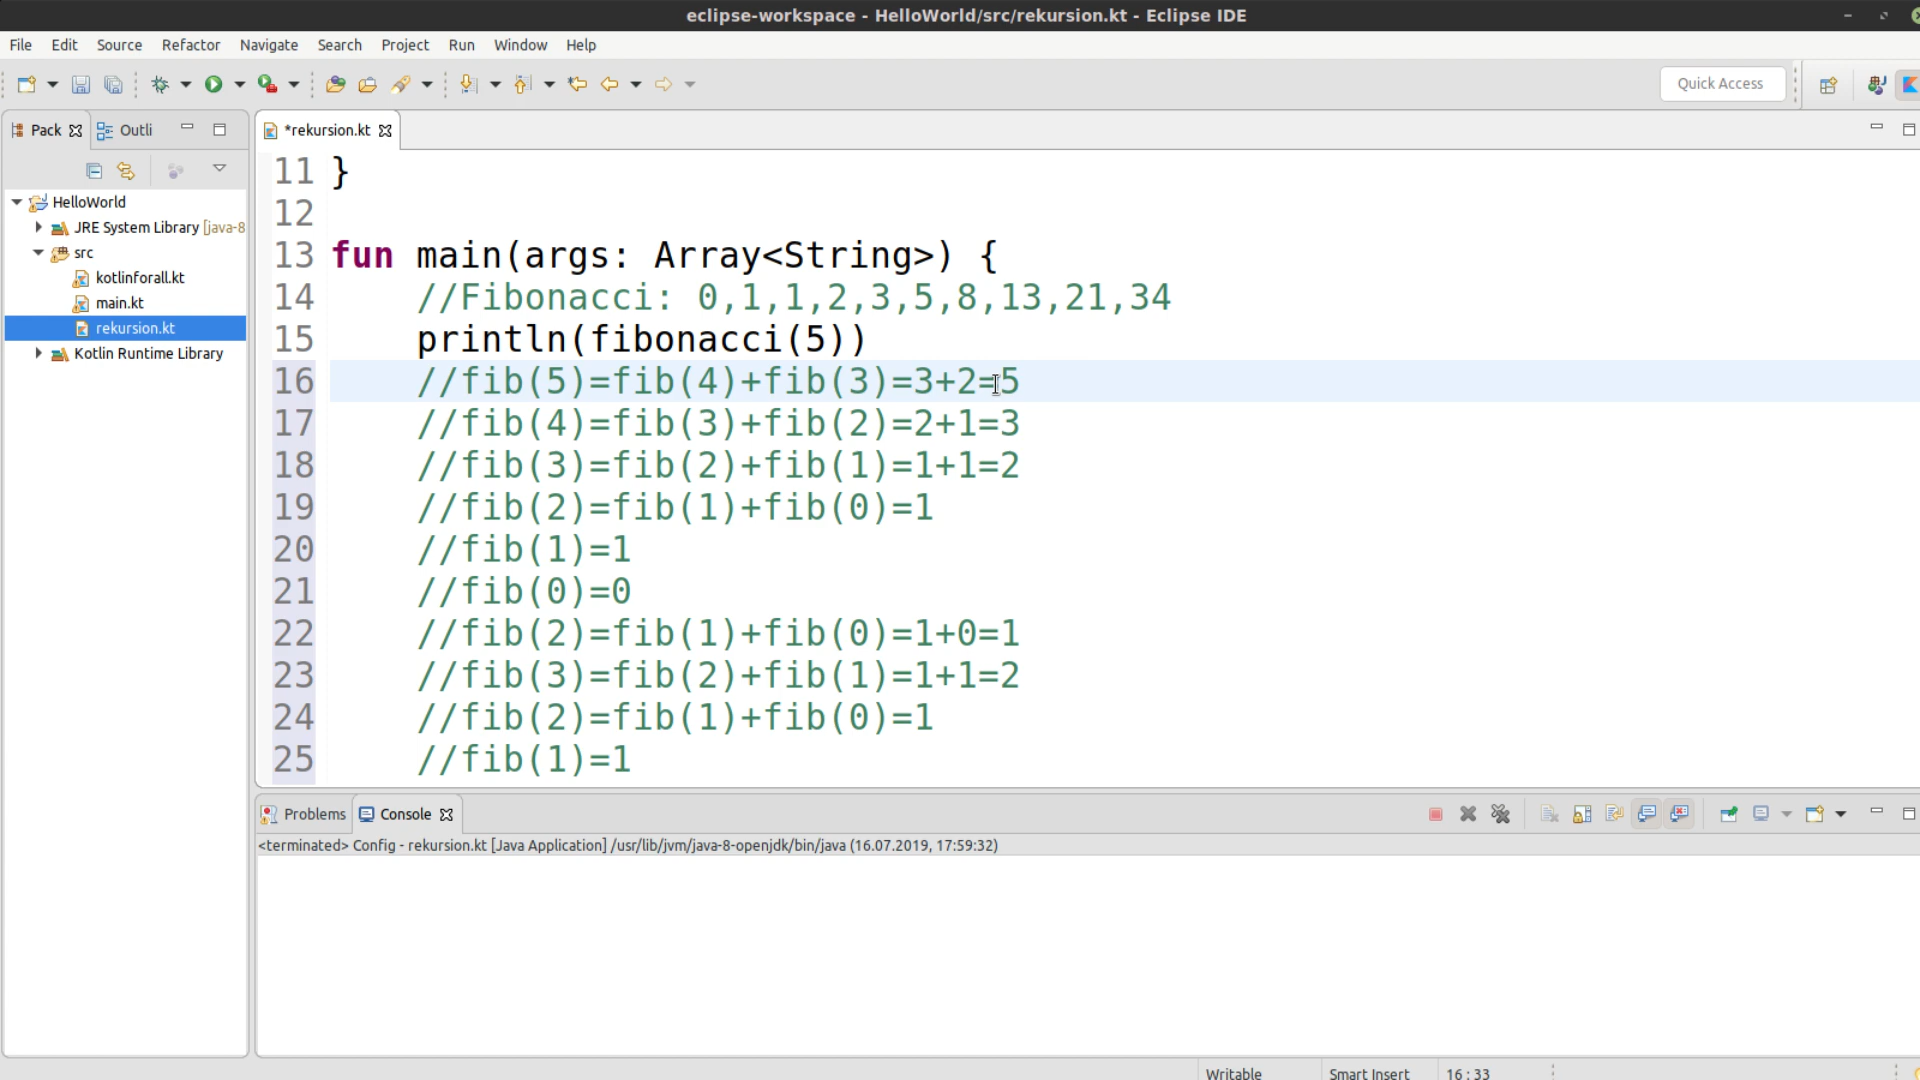 eclipse-workspace - HelloWorld/src/rekursion.kt - Eclipse IDE
File Edit Source Refactor Navigate Search Project Run Window Help
Quick Access
Pack Outli
*rekursion.kt
HelloWorld
JRE System Library [java-8
src
kotlinforall.kt
main.kt
rekursion.kt
Kotlin Runtime Library
11 }
12
13 fun main(args: Array<String>) {
14 //Fibonacci: 0,1,1,2,3,5,8,13,21,34
15 println(fibonacci(5))
16 //fib(5)=fib(4)+fib(3)=3+2=5
17 //fib(4)=fib(3)+fib(2)=2+1=3
18 //fib(3)=fib(2)+fib(1)=1+1=2
19 //fib(2)=fib(1)+fib(0)=1
20 //fib(1)=1
21 //fib(0)=0
22 //fib(2)=fib(1)+fib(0)=1+0=1
23 //fib(3)=fib(2)+fib(1)=1+1=2
24 //fib(2)=fib(1)+fib(0)=1
25 //fib(1)=1
Problems Console
<terminated> Config - rekursion.kt [Java Application] /usr/lib/jvm/java-8-openjdk/bin/java (16.07.2019, 17:59:32)
Writable Smart Insert 16 : 33